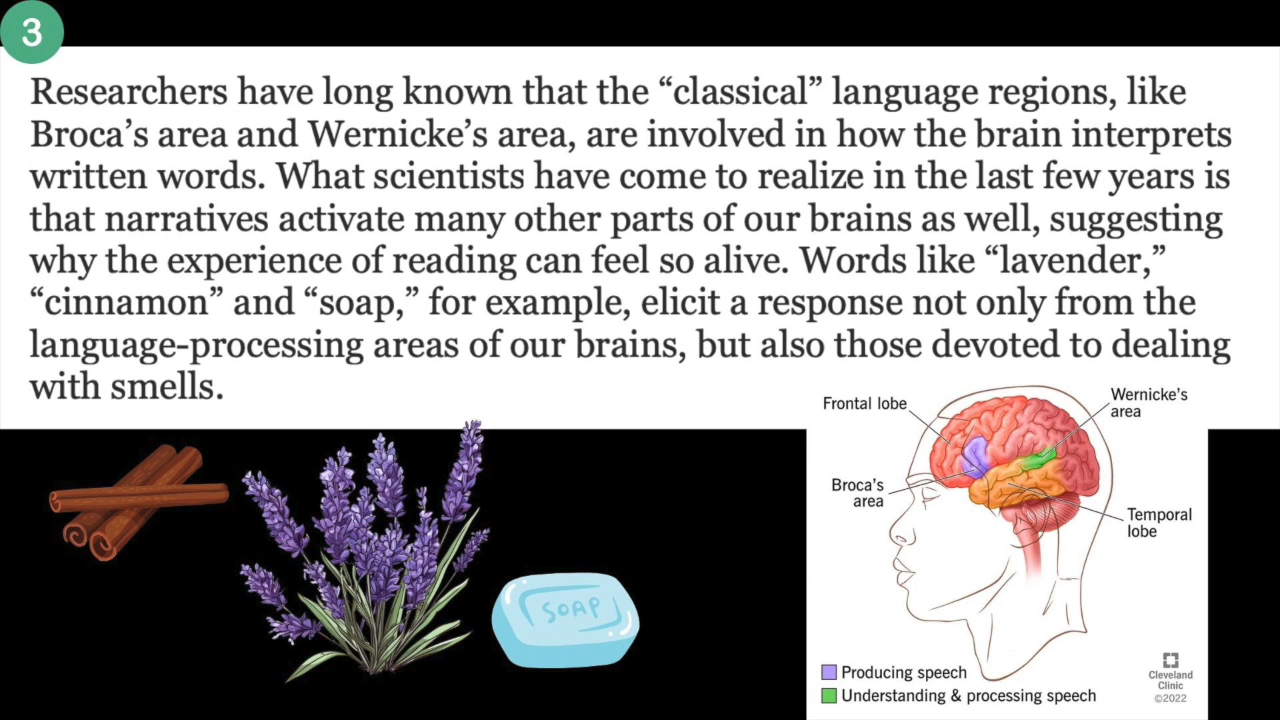 3
Researchers have long known that the “classical” language regions, like
Broca’s area and Wernicke’s area, are involved in how the brain interprets
written words. What scientists have come to realize in the last few years is
that narratives activate many other parts of our brains as well, suggesting
why the experience of reading can feel so alive. Words like “lavender,”
“cinnamon” and “soap,” for example, elicit a response not only from the
language-processing areas of our brains, but also those devoted to dealing
with smells.
Frontal lobe
Wernicke’s
area
Broca’s
area
Temporal
lobe
SOAP
Producing speech
Understanding & processing speech
Cleveland
Clinic
©2022